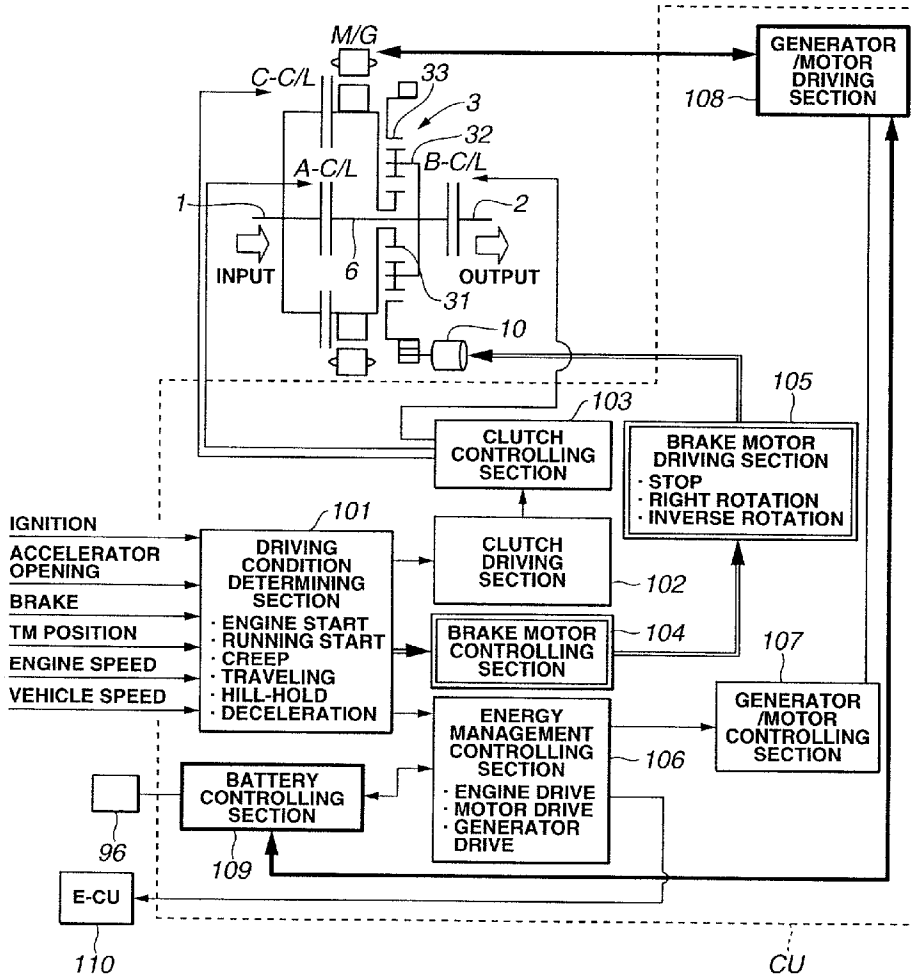 M/G
C-C/L
33
3
32
A-C/L
B-C/L
1
2
INPUT
6
OUTPUT
31
10
GENERATOR
/MOTOR
DRIVING
SECTION
108
103
CLUTCH
CONTROLLING
SECTION
105
BRAKE MOTOR
DRIVING SECTION
· STOP
· RIGHT ROTATION
· INVERSE ROTATION
IGNITION
ACCELERATOR
OPENING
BRAKE
TM POSITION
ENGINE SPEED
VEHICLE SPEED
101
DRIVING
CONDITION
DETERMINING
SECTION
· ENGINE START
· RUNNING START
· CREEP
· TRAVELING
· HILL-HOLD
· DECELERATION
CLUTCH
DRIVING
SECTION
102
BRAKE MOTOR
CONTROLLING
SECTION
104
107
GENERATOR
/MOTOR
CONTROLLING
SECTION
ENERGY
MANAGEMENT
CONTROLLING
SECTION
· ENGINE DRIVE
· MOTOR DRIVE
· GENERATOR
DRIVE
106
BATTERY
CONTROLLING
SECTION
109
96
E-CU
110
CU